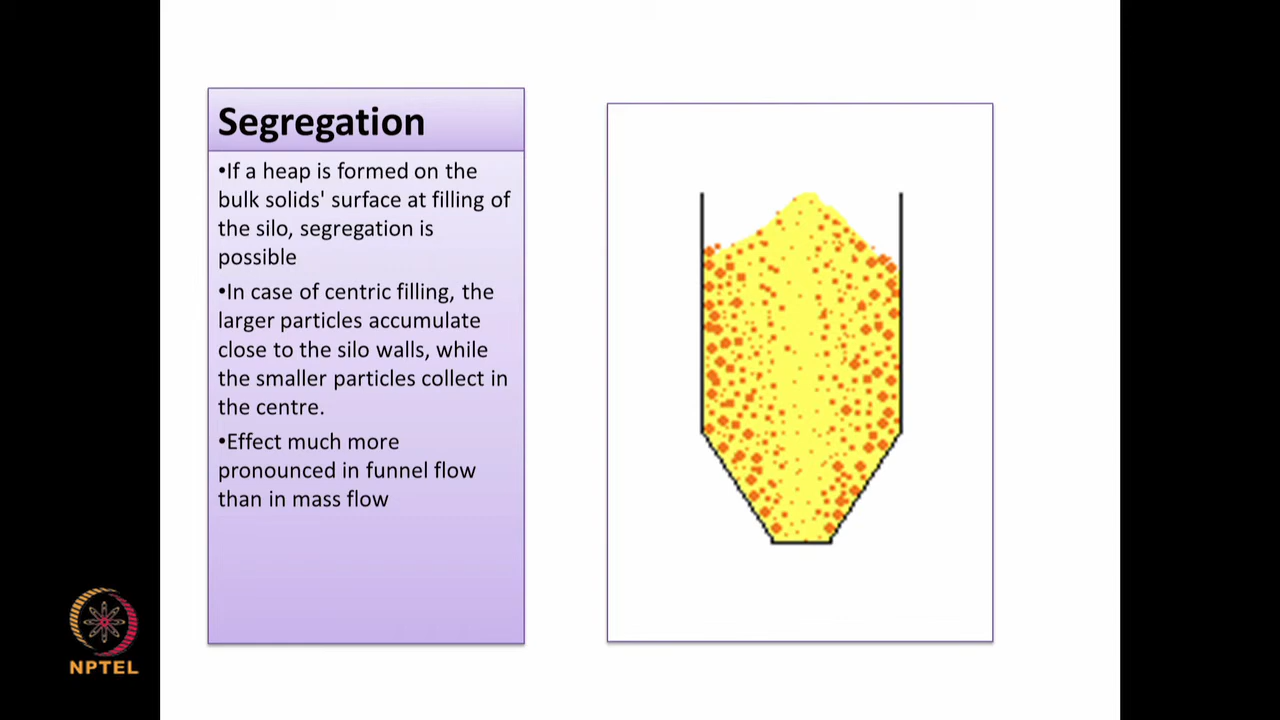 Segregation
•If a heap is formed on the
bulk solids' surface at filling of
the silo, segregation is
possible
•In case of centric filling, the
larger particles accumulate
close to the silo walls, while
the smaller particles collect in
the centre.
•Effect much more
pronounced in funnel flow
than in mass flow
NPTEL